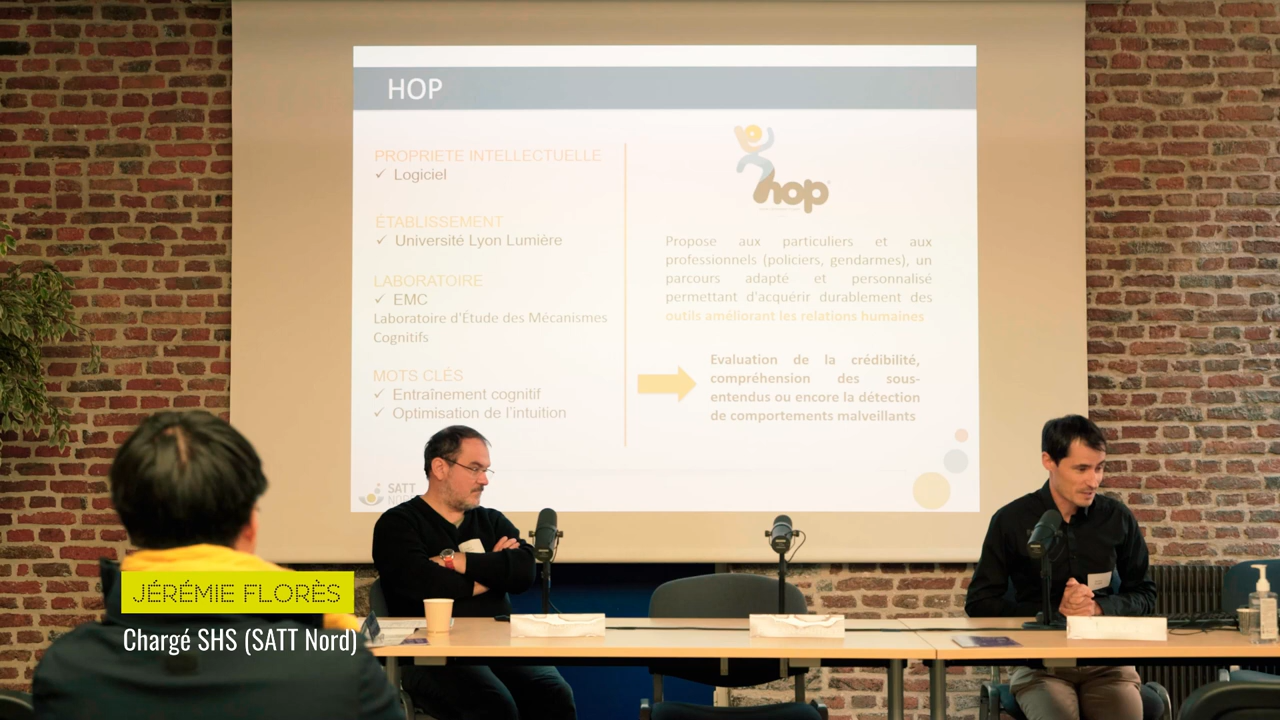 HOP
PROPRIETE INTELLECTUELLE
✓ Logiciel
ÉTABLISSEMENT
✓ Université Lyon Lumière
LABORATOIRE
✓ EMC
Laboratoire d'Étude des Mécanismes
Cognitifs
MOTS CLÉS
✓ Entraînement cognitif
✓ Optimisation de l'intuition
SATT
NORD
hop
Propose aux particuliers et aux
professionnels (policiers, gendarmes), un
parcours adapté et personnalisé
permettant d'acquérir durablement des
outils améliorant les relations humaines
Evaluation de la crédibilité,
compréhension des sous-
entendus ou encore la détection
de comportements malveillants
JÉRÉMIE FLORÈS
Chargé SHS (SATT Nord)